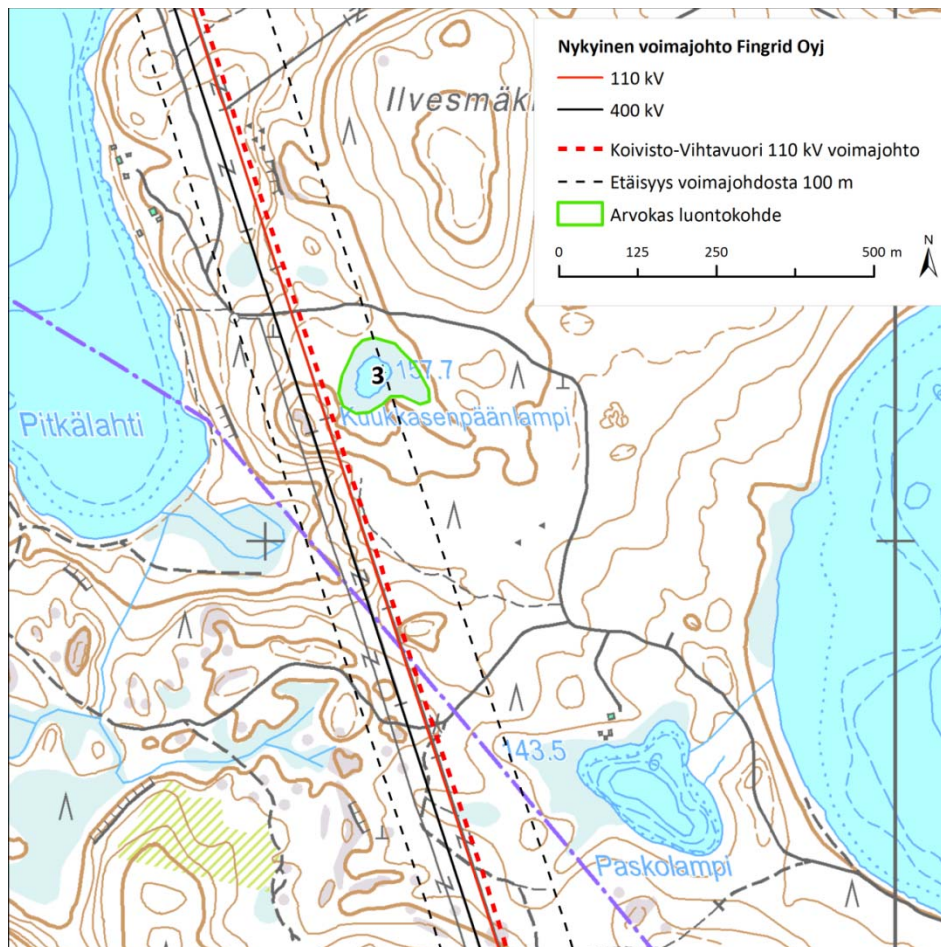 Nykyinen voimajohto Fingrid Oyj
110 kV
400 kV
Koivisto-Vihtavuori 110 kV voimajohto
Etäisyys voimajohdosta 100 m
Arvokas luontokohde
0 125 250 500 m
N
Ilvesmäki
157.7
3
Kuukkasenpäänlampi
Pitkälahti
143.5
Paskolampi